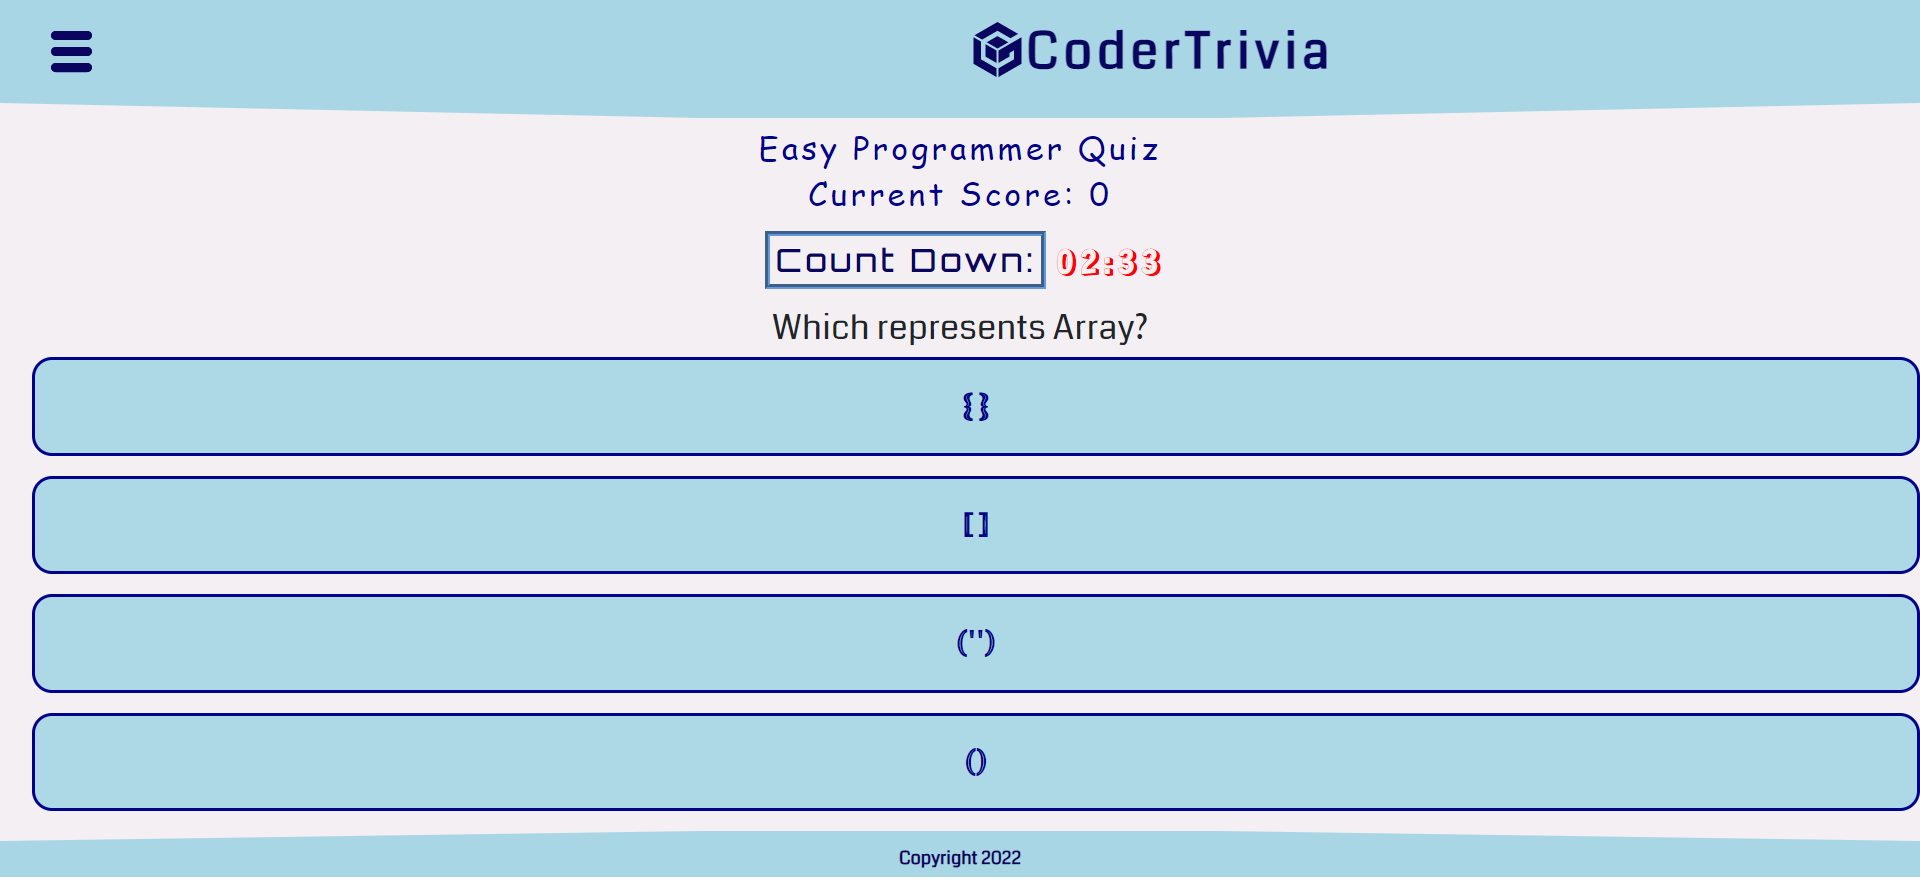 CoderTrivia
Easy Programmer Quiz
Current Score: 0
Count Down: 02:33
Which represents Array?
{ }
[ ]
('')
()
Copyright 2022